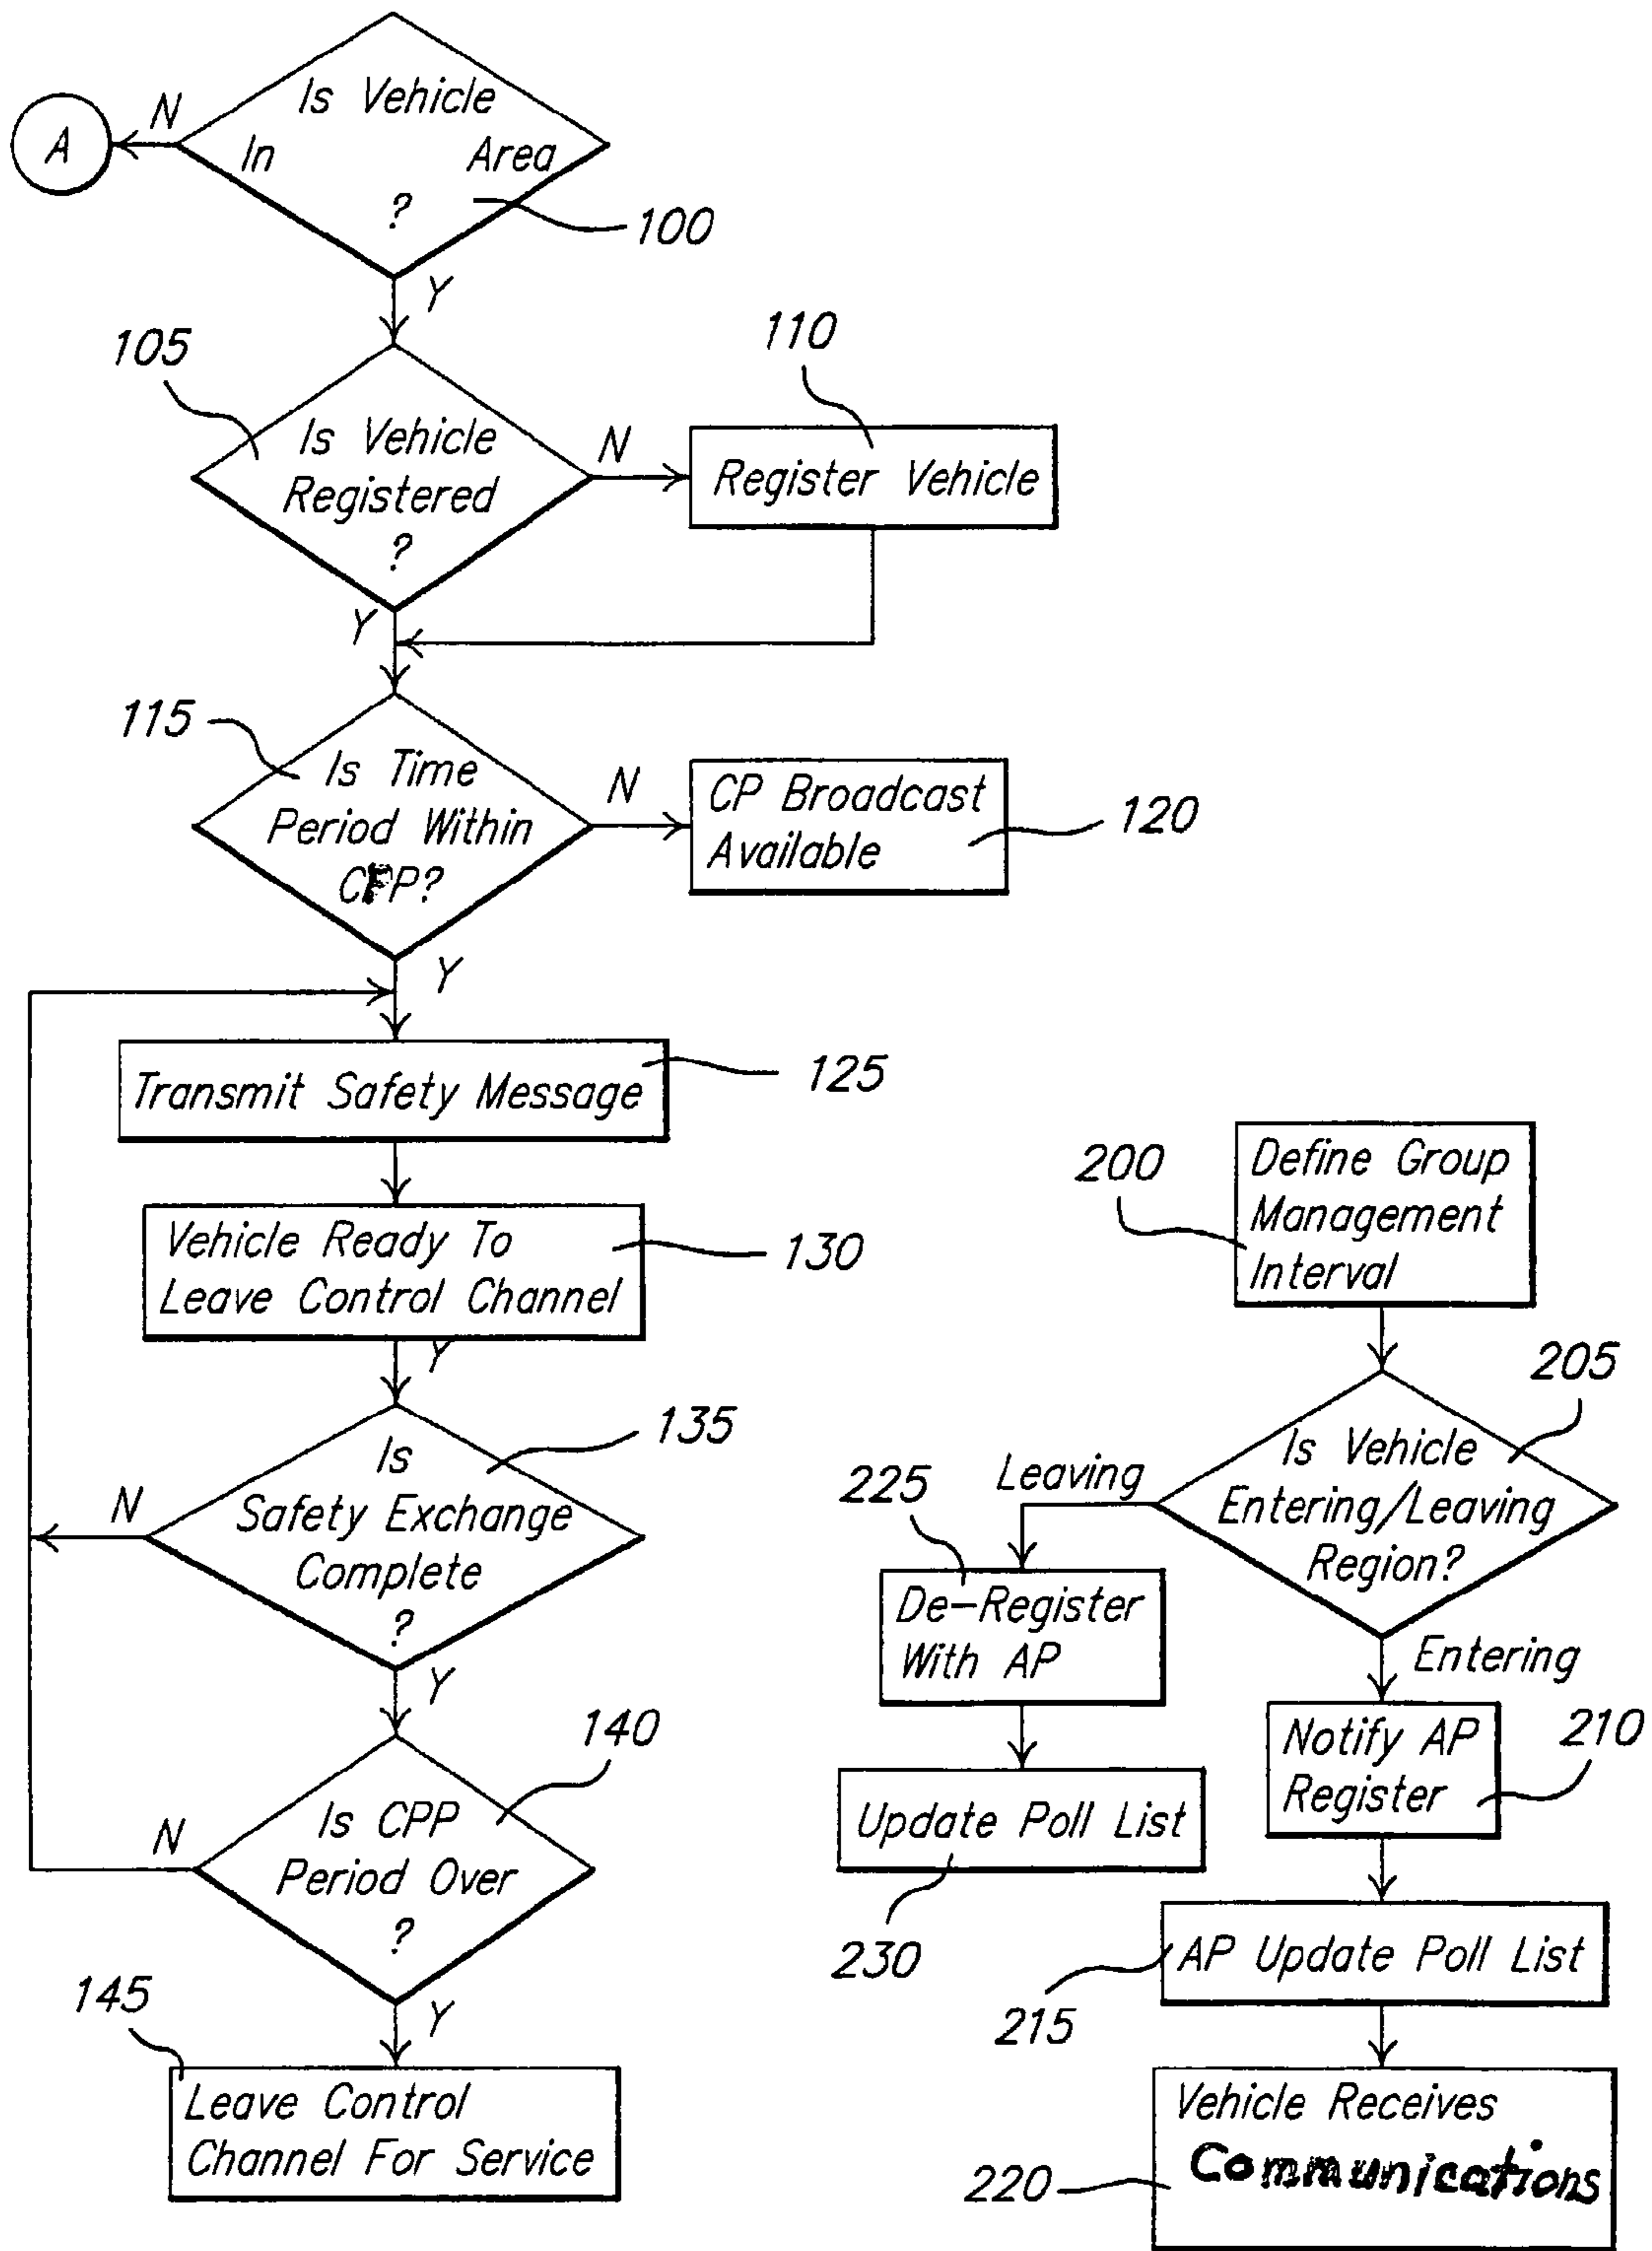 Is Vehicle
In Area
?
100
N
A
Y
105
Is Vehicle
Registered
?
N
110
Register Vehicle
Y
115
Is Time
Period Within
CFP?
N
CP Broadcast
Available
120
Y
Transmit Safety Message
125
Vehicle Ready To
Leave Control Channel
130
Y
135
Is
Safety Exchange
Complete
?
N
Y
140
Is CPP
Period Over
?
N
Y
145
Leave Control
Channel For Service
200
Define Group
Management
Interval
205
Is Vehicle
Entering/Leaving
Region?
Leaving
225
De-Register
With AP
Update Poll List
230
Entering
Notify AP
Register
210
AP Update Poll List
215
Vehicle Receives
Communications
220